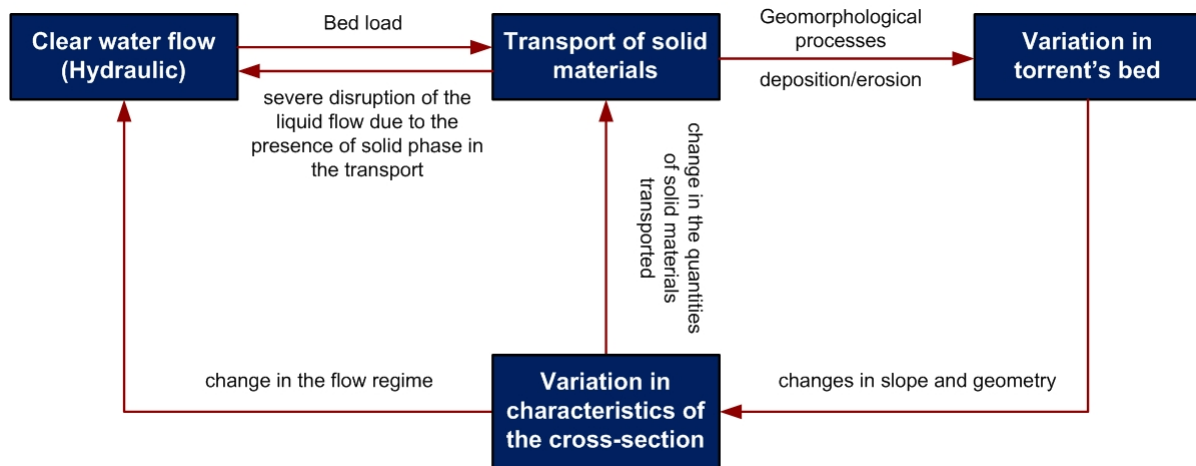 Clear water flow
(Hydraulic)
Bed load
severe disruption of the
liquid flow due to the
presence of solid phase in
the transport
Transport of solid
materials
Geomorphological
processes
deposition/erosion
Variation in
torrent's bed
change in the quantities
of solid materials
transported
change in the flow regime
Variation in
characteristics of
the cross-section
changes in slope and geometry